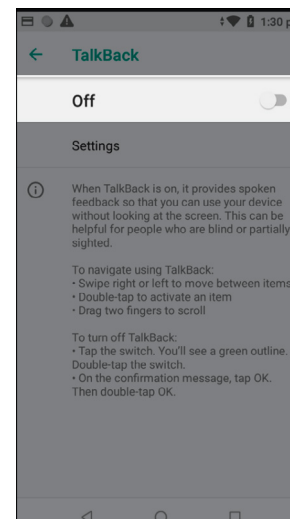 1:30 p
TalkBack
Off
Settings
When TalkBack is on, it provides spoken
feedback so that you can use your device
without looking at the screen. This can be
helpful for people who are blind or partially
sighted.
To navigate using TalkBack:
• Swipe right or left to move between items
• Double-tap to activate an item
• Drag two fingers to scroll
To turn off TalkBack:
• Tap the switch. You'll see a green outline.
Double-tap the switch.
• On the confirmation message, tap OK.
Then double-tap OK.